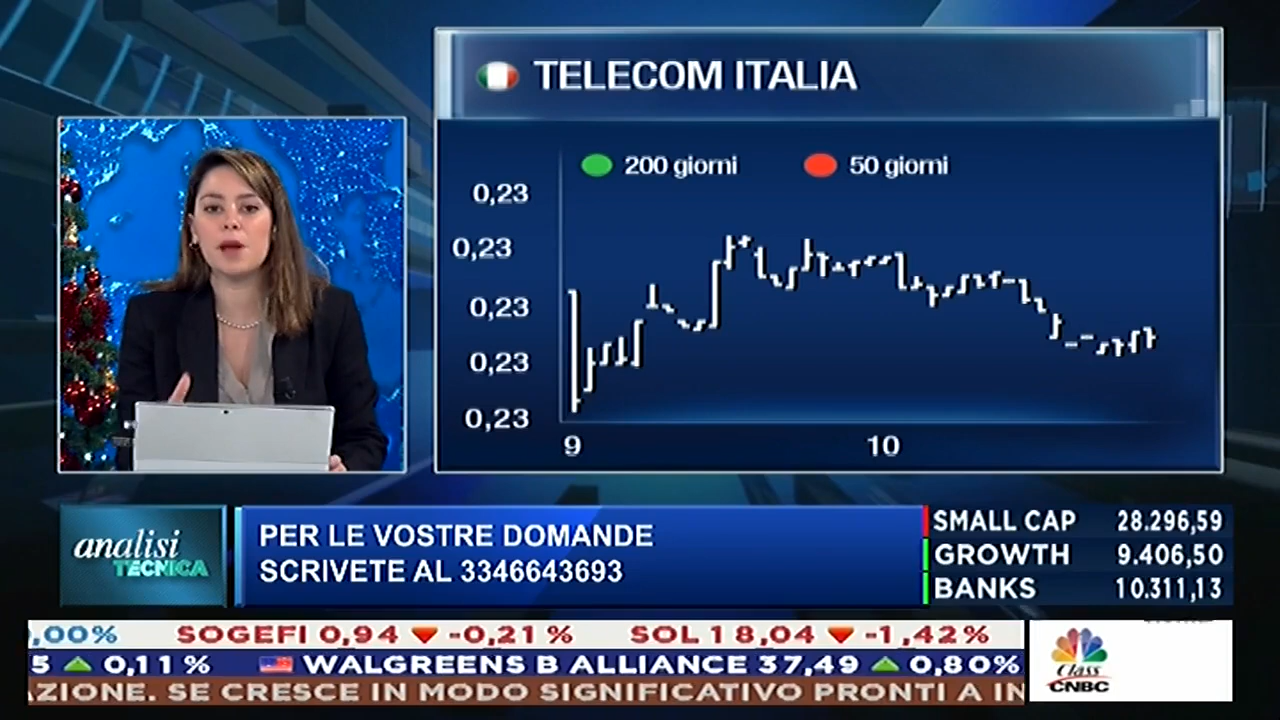 TELECOM ITALIA
200 giorni
50 giorni
0,23
0,23
0,23
0,23
0,23
9
10
analisi
TECNICA
PER LE VOSTRE DOMANDE
SCRIVETE AL 3346643693
SMALL CAP 28.296,59
GROWTH 9.406,50
BANKS 10.311,13
,00% SOGEFI 0,94 -0,21% SOL 18,04 -1,42%
5 0,11% WALGREENS B ALLIANCE 37,49 0,80%
AZIONE. SE CRESCE IN MODO SIGNIFICATIVO PRONTI A IN
Class
CNBC